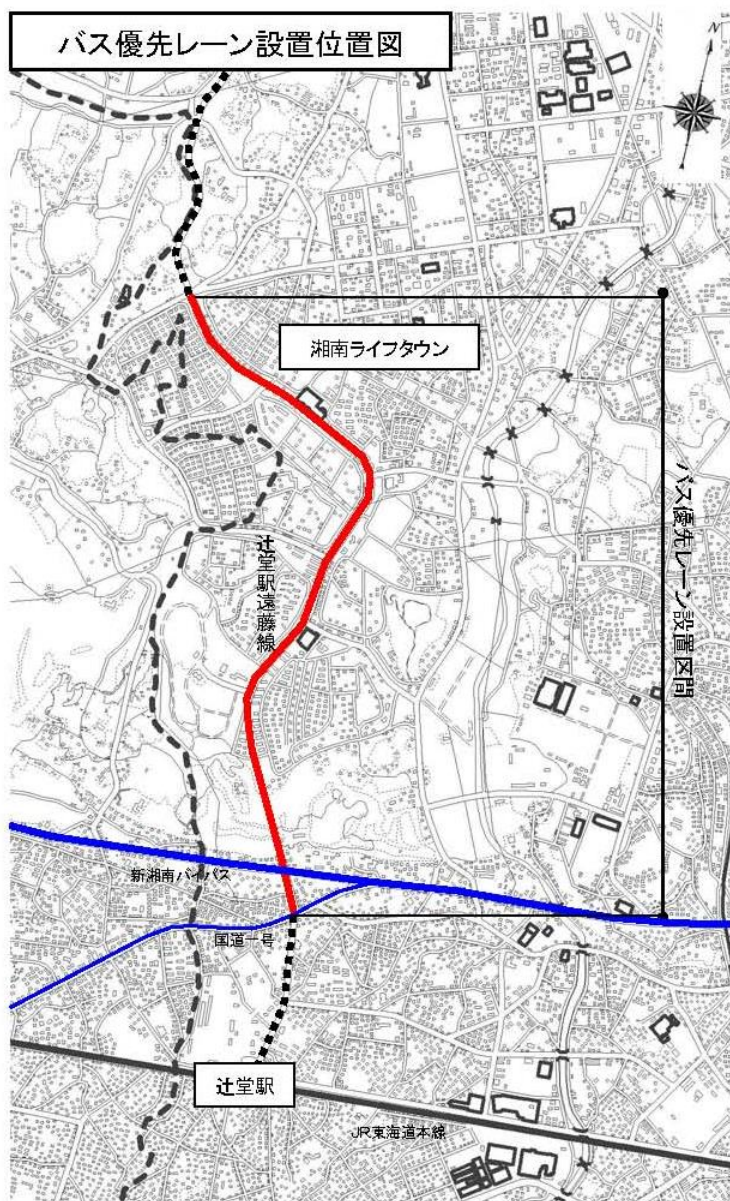 バス優先レーン設置位置図
N
湘南ライフタウン
バス優先レーン設置区間
辻堂駅遠藤線
新湘南バイパス
国道一号
辻堂駅
JR東海道本線